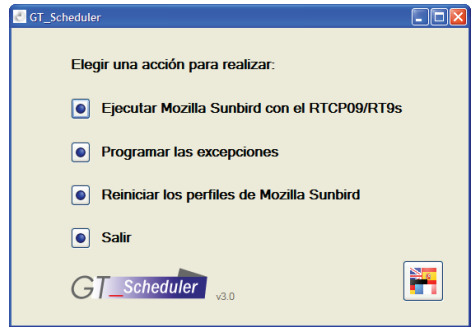 GT_Scheduler
Elegir una acción para realizar:
Ejecutar Mozilla Sunbird con el RTCP09/RT9s
Programar las excepciones
Reiniciar los perfiles de Mozilla Sunbird
Salir
GT_Scheduler v3.0